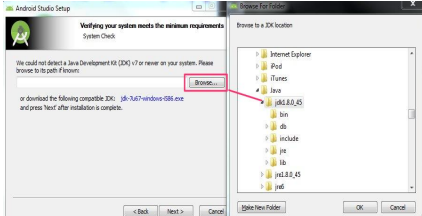 Android Studio Setup
Verifying your system meets the minimum requirements
System Check
We could not detect a Java Development Kit (JDK) v7 or newer on your system. Please
browse to its path if known:
Browse...
or download the following compatible JDK: jdk-7u67-windows-i586.exe
and press 'Next' after installation is complete.
< Back
Next >
Cancel
Browse For Folder
X
Browse to a JDK location
Internet Explorer
iPod
iTunes
Java
jdk1.8.0_45
bin
db
include
jre
lib
jre1.8.0_45
jre6
Make New Folder
OK
Cancel